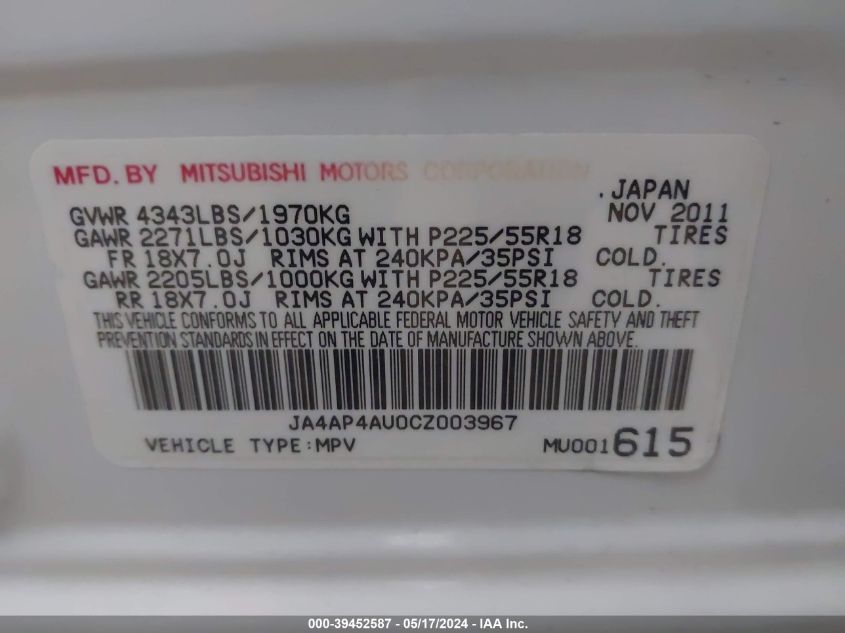 MFD. BY MITSUBISHI MOTORS CORPORATION
.JAPAN
GVWR 4343LBS/1970KG NOV 2011
GAWR 2271LBS/1030KG WITH P225/55R18 TIRES
FR 18X7.0J RIMS AT 240KPA/35PSI COLD.
GAWR 2205LBS/1000KG WITH P225/55R18 TIRES
RR 18X7.0J RIMS AT 240KPA/35PSI COLD.
THIS VEHICLE CONFORMS TO ALL APPLICABLE FEDERAL MOTOR VEHICLE SAFETY AND THEFT
PREVENTION STANDARDS IN EFFECT ON THE DATE OF MANUFACTURE SHOWN ABOVE.
JA4AP4AU0CZ003967
VEHICLE TYPE:MPV MU001615
000-39452587 - 05/17/2024 - IAA Inc.